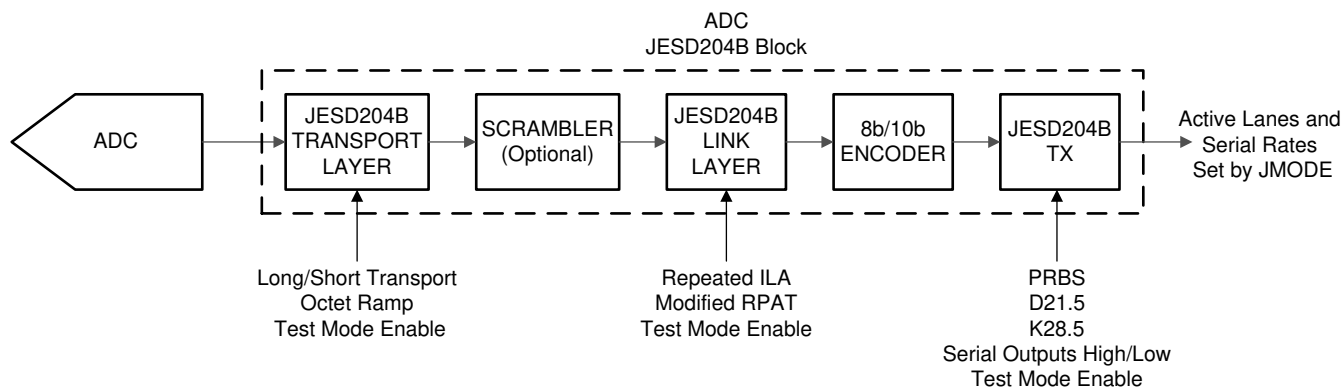 ADC
JESD204B Block
ADC
JESD204B
TRANSPORT
LAYER
SCRAMBLER
(Optional)
JESD204B
LINK
LAYER
8b/10b
ENCODER
JESD204B
TX
Active Lanes and
Serial Rates
Set by JMODE
Long/Short Transport
Octet Ramp
Test Mode Enable
Repeated ILA
Modified RPAT
Test Mode Enable
PRBS
D21.5
K28.5
Serial Outputs High/Low
Test Mode Enable